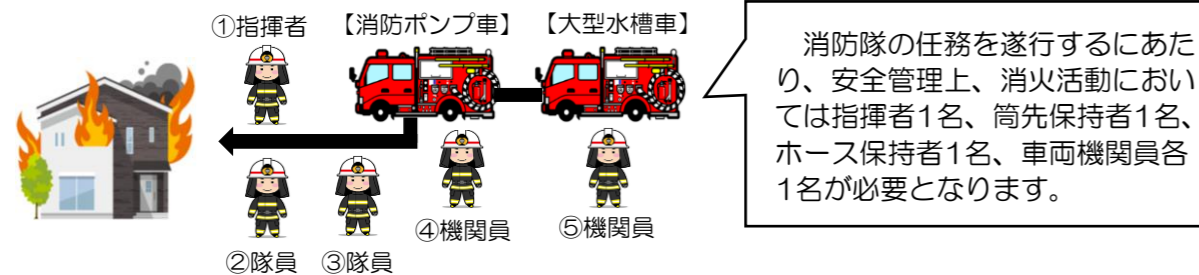 ①指揮者
【消防ポンプ車】
【大型水槽車】
②隊員
③隊員
④機関員
⑤機関員
消防隊の任務を遂行するにあた
り、安全管理上、消火活動におい
ては指揮者1名、筒先保持者1名、
ホース保持者1名、車両機関員各
1名が必要となります。